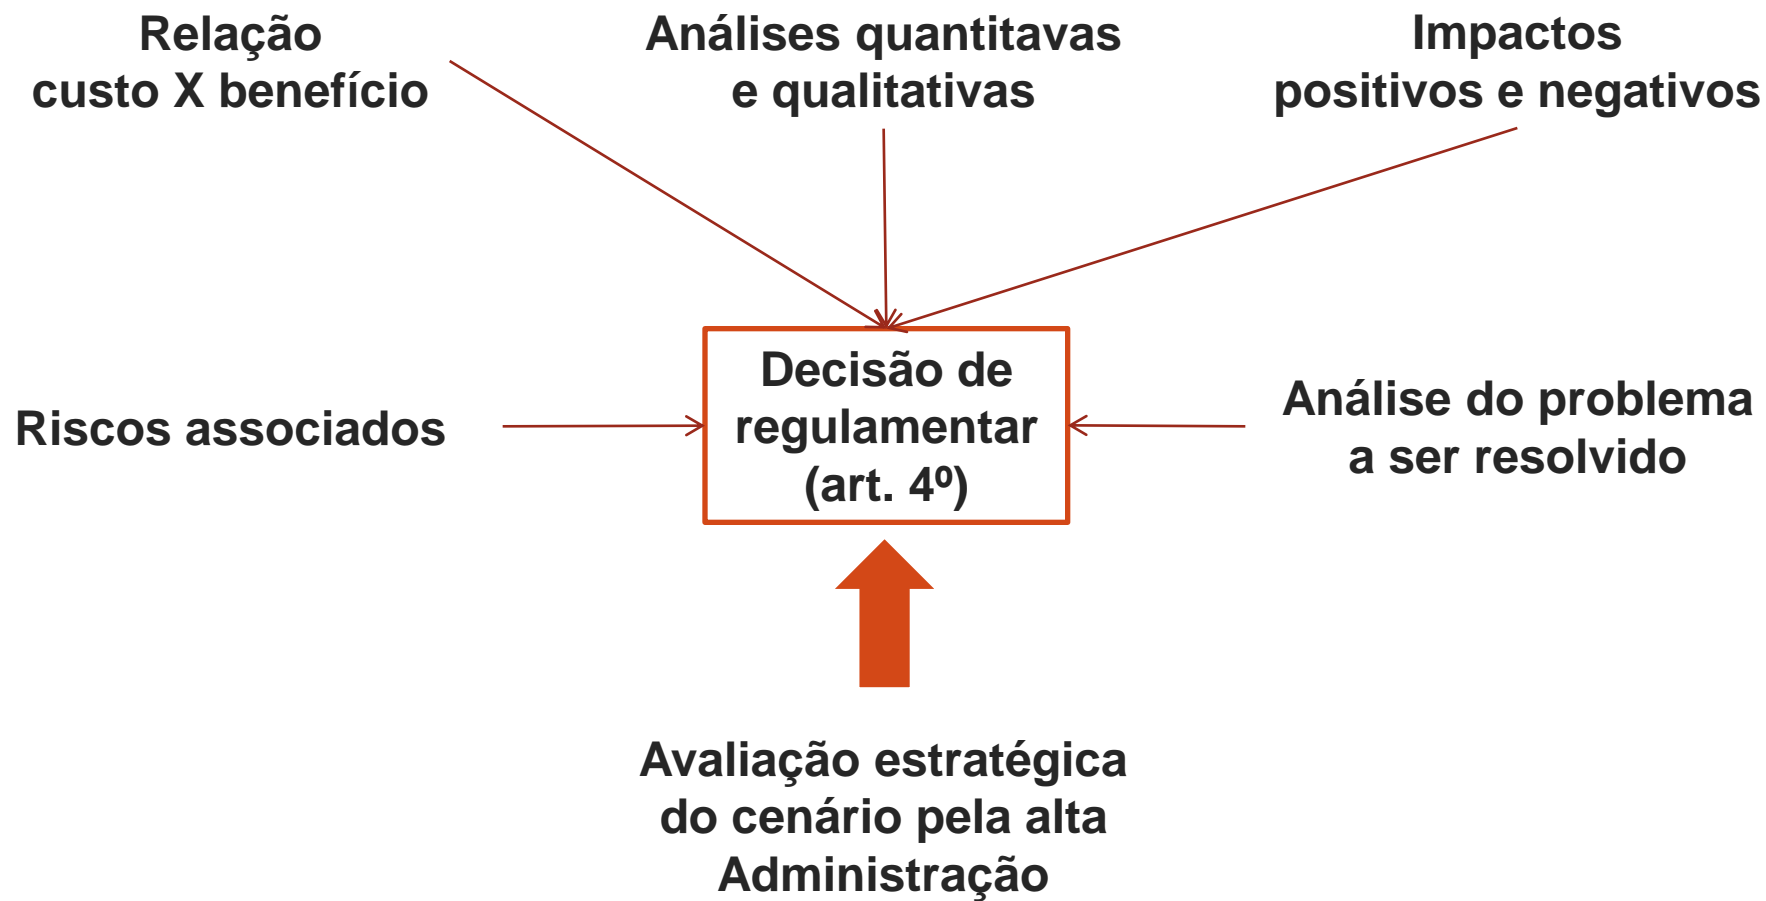 Relação
custo X benefício
Análises quantitavas
e qualitativas
Impactos
positivos e negativos
Riscos associados
Decisão de
regulamentar
(art. 4º)
Análise do problema
a ser resolvido
Avaliação estratégica
do cenário pela alta
Administração